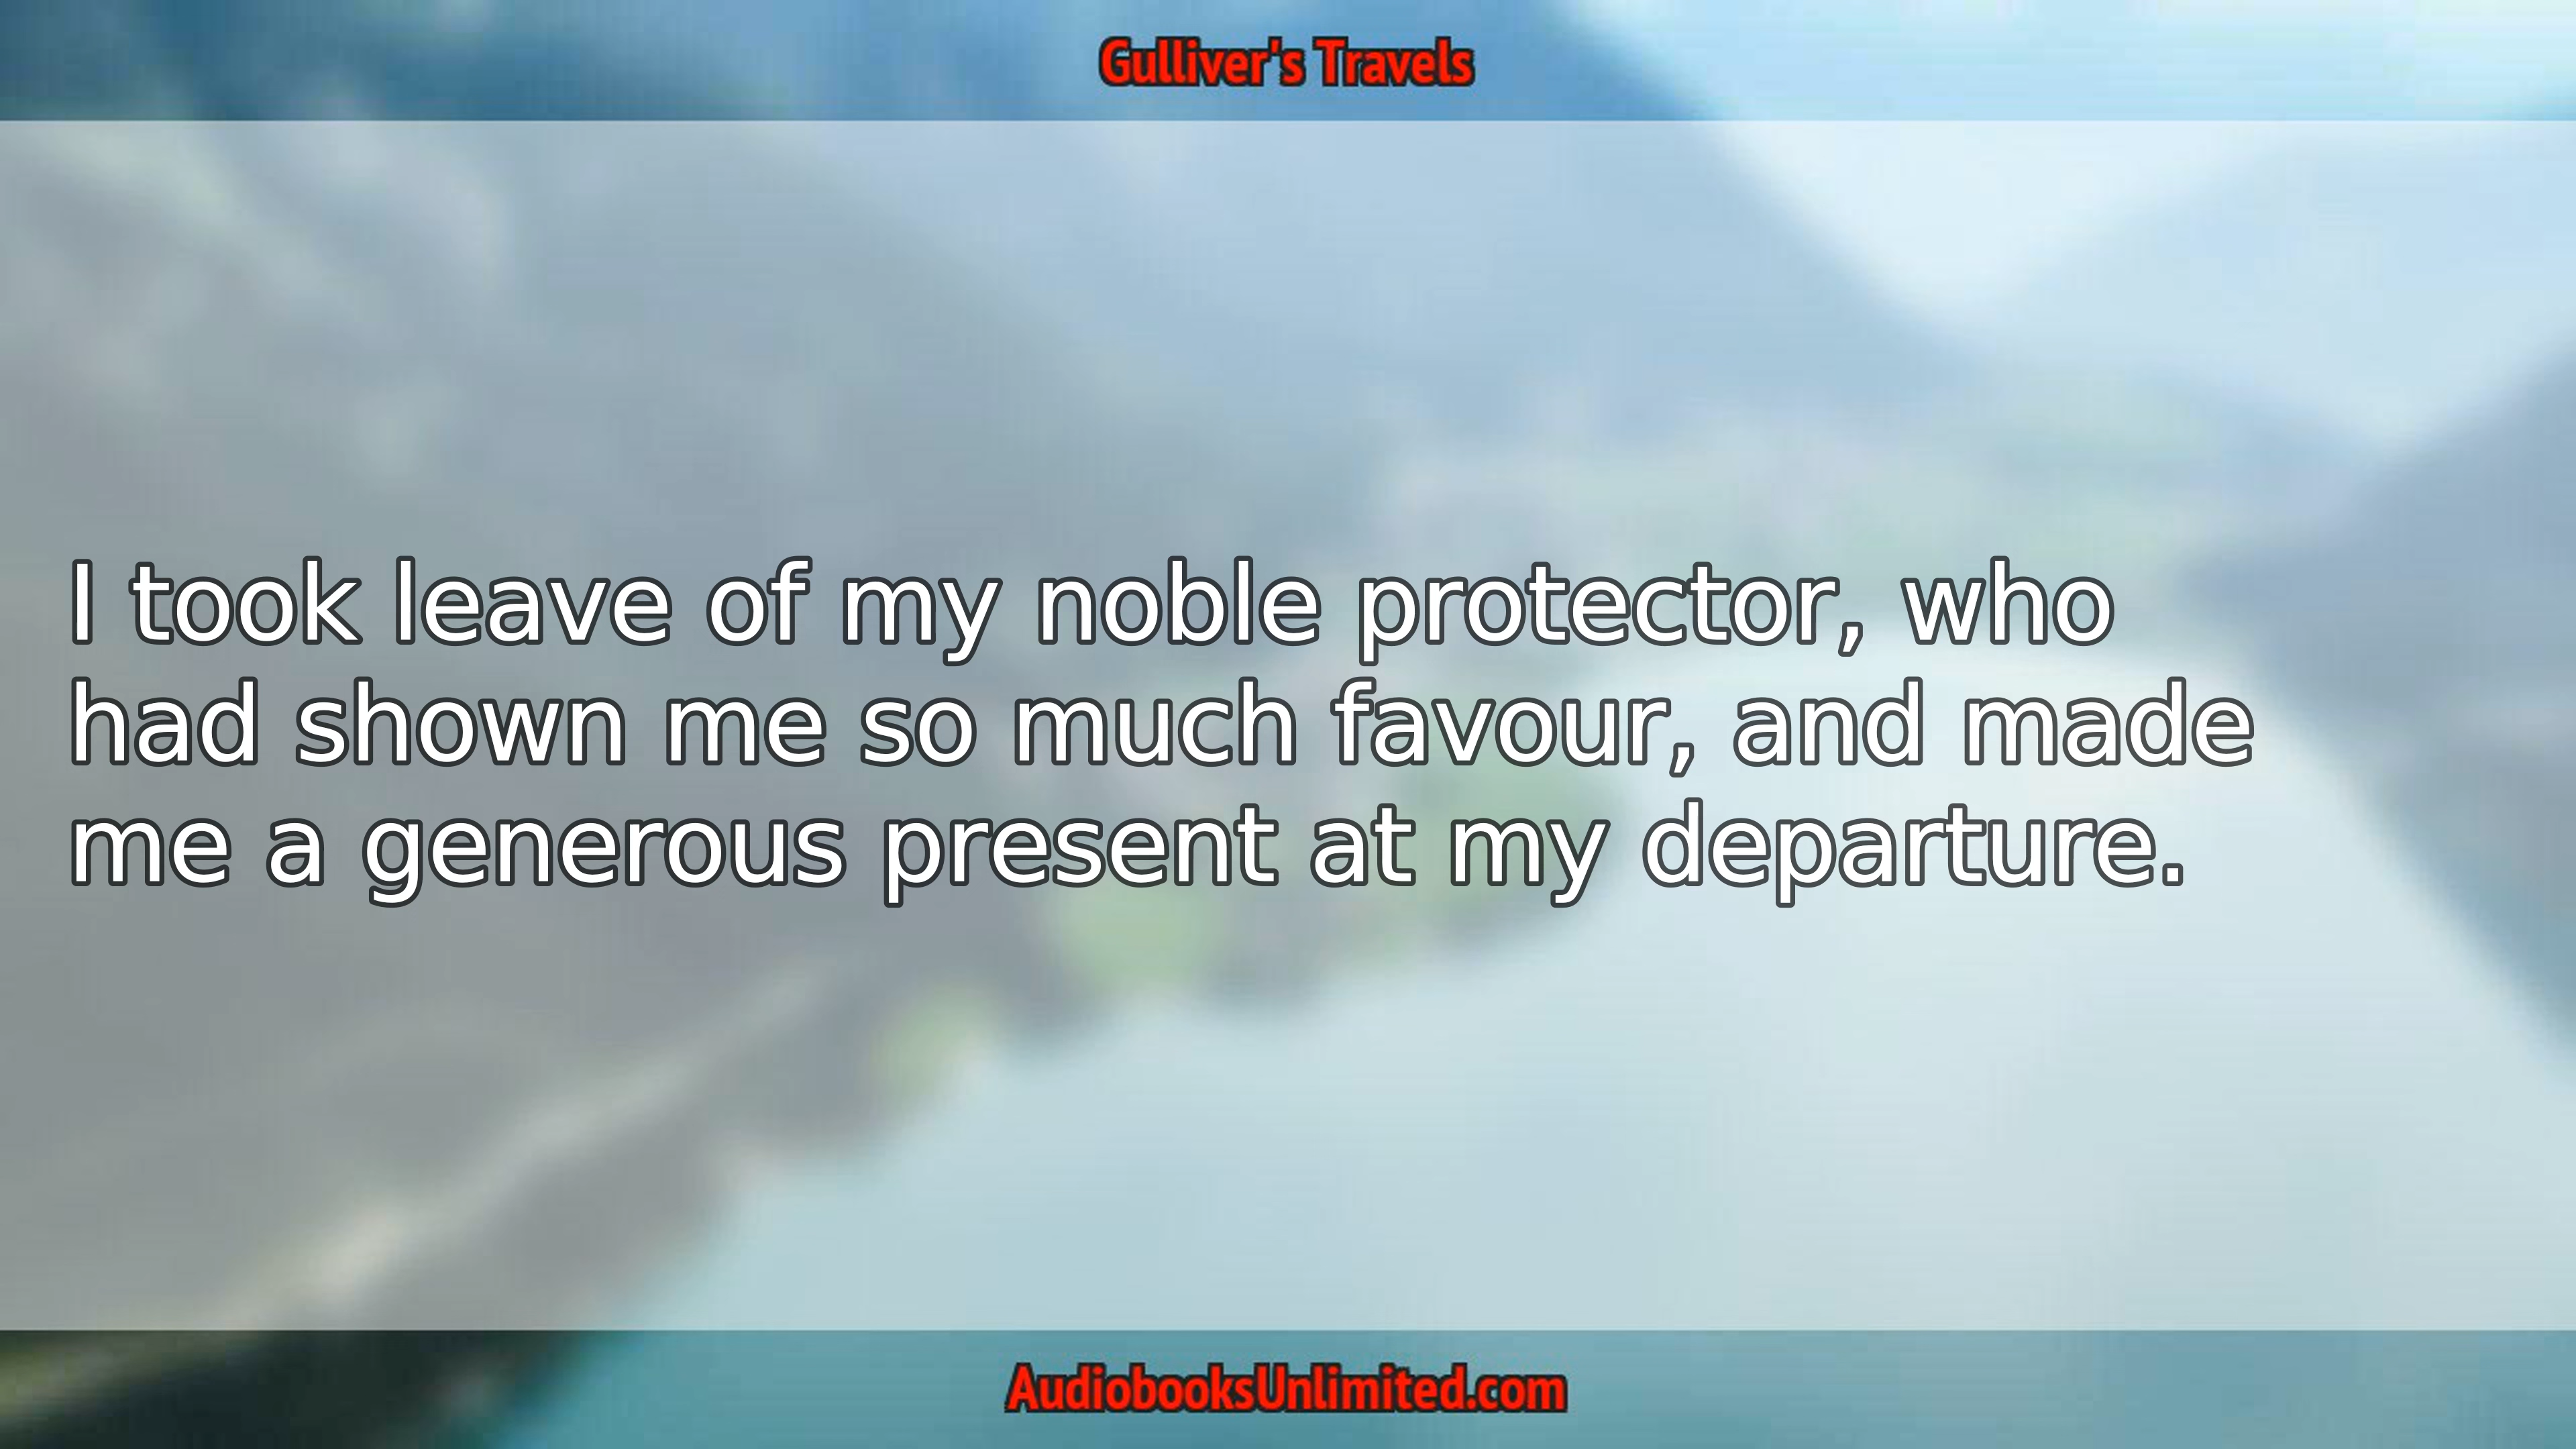 Gulliver's Travels
I took leave of my noble protector, who
had shown me so much favour, and made
me a generous present at my departure.
AudiobooksUnlimited.com